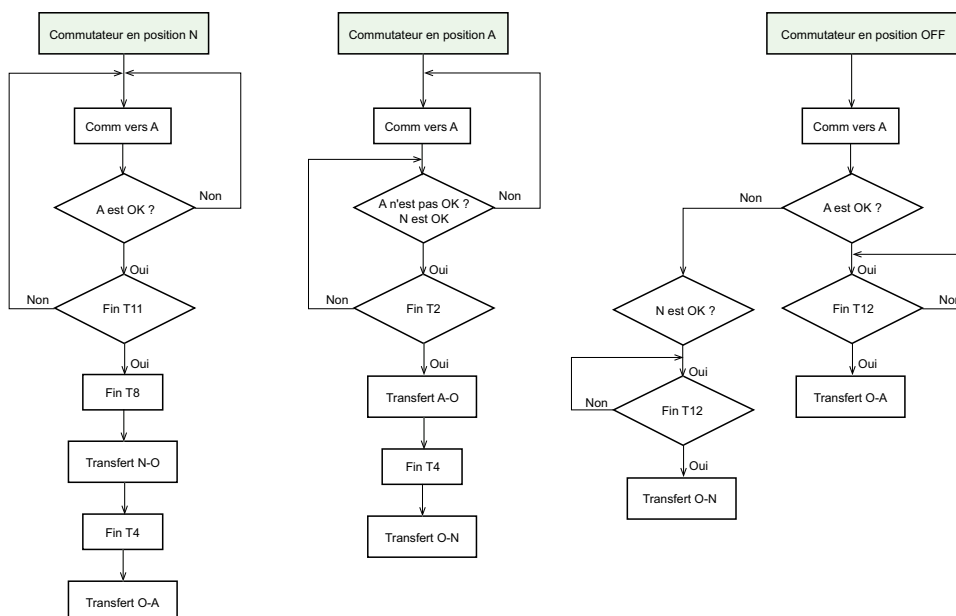 Commutateur en position N
Comm vers A
A est OK ?
Non
Oui
Non
Fin T11
Oui
Fin T8
Transfert N-O
Fin T4
Transfert O-A
Commutateur en position A
Comm vers A
A n'est pas OK ?
N est OK
Non
Oui
Non
Fin T2
Oui
Transfert A-O
Fin T4
Transfert O-N
Commutateur en position OFF
Comm vers A
Non
A est OK ?
Oui
Fin T12
Non
Oui
Transfert O-A
N est OK ?
Oui
Non
Fin T12
Oui
Transfert O-N